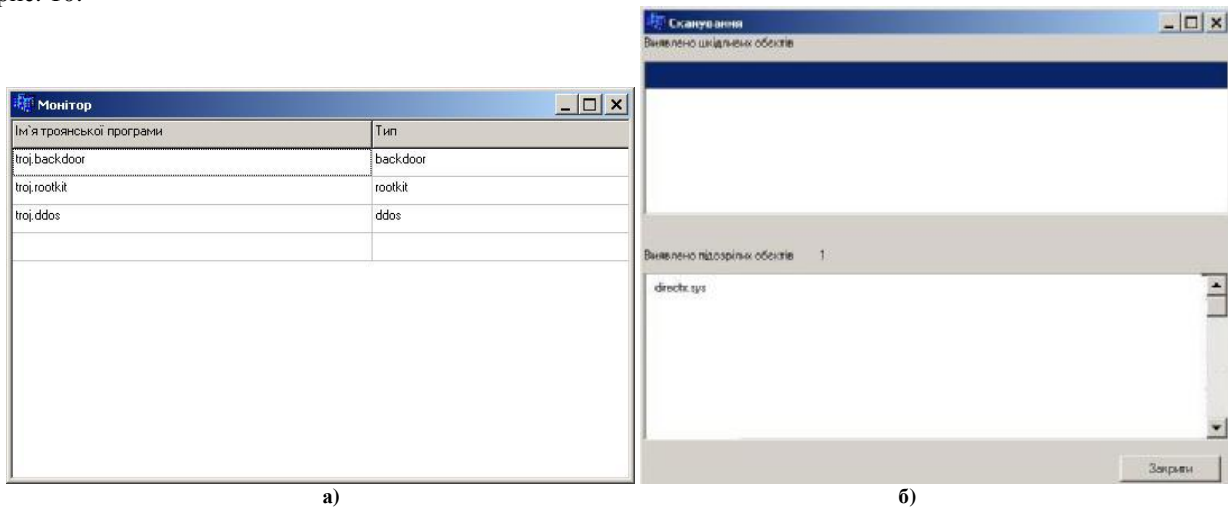 рис. 10.
Монітор
Ім`я троянської програми Тип
troj.backdoor backdoor
troj.rootkit rootkit
troj.ddos ddos
а)
Сканування
Виявлено шкідливих обєктів
Виявлено підозрілих обєктів 1
directx.sys
Закрити
б)